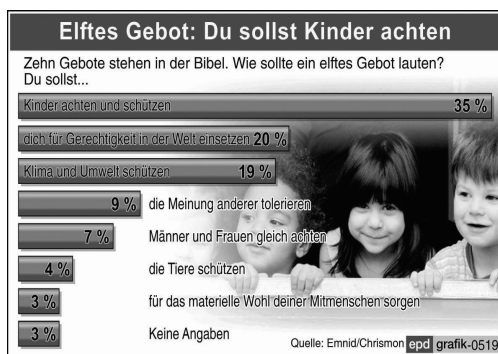 Elftes Gebot: Du sollst Kinder achten
Zehn Gebote stehen in der Bibel. Wie sollte ein elftes Gebot lauten?
Du sollst...
Kinder achten und schützen 35 %
dich für Gerechtigkeit in der Welt einsetzen 20 %
Klima und Umwelt schützen 19 %
9 % die Meinung anderer tolerieren
7 % Männer und Frauen gleich achten
4 % die Tiere schützen
3 % für das materielle Wohl deiner Mitmenschen sorgen
3 % Keine Angaben
Quelle: Emnid/Chrismon epd grafik-0519